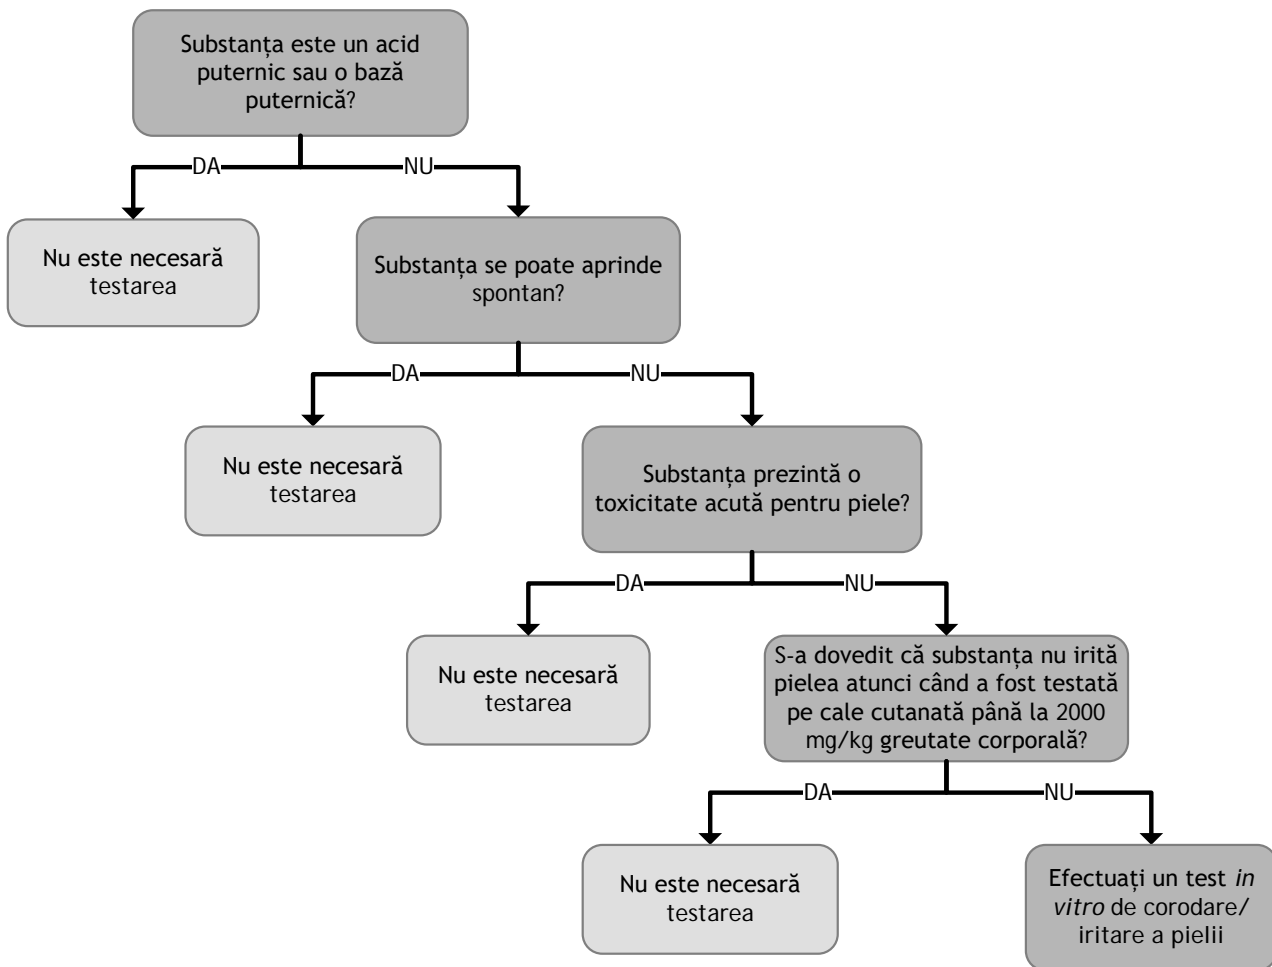 Substanța este un acid
puternic sau o bază
puternică?
DA
NU
Nu este necesară
testarea
Substanța se poate aprinde
spontan?
DA
NU
Nu este necesară
testarea
Substanța prezintă o
toxicitate acută pentru piele?
DA
NU
Nu este necesară
testarea
S-a dovedit că substanța nu irită
pielea atunci când a fost testată
pe cale cutanată până la 2000
mg/kg greutate corporală?
DA
NU
Nu este necesară
testarea
Efectuați un test in
vitro de corodare/
iritare a pielii